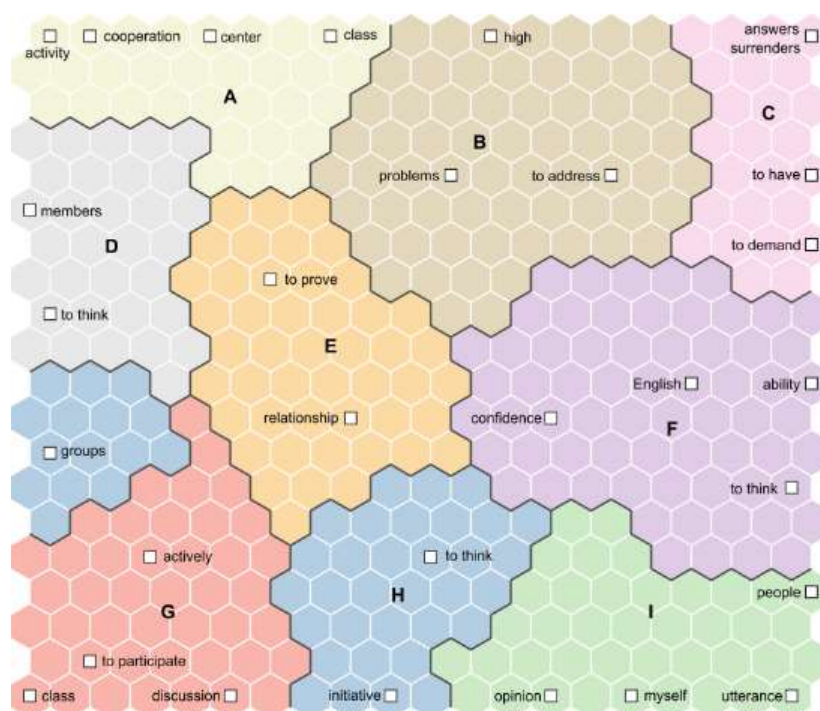 cooperation center class high answers
activity surrenders
A
C
B
problems to address to have
members
D
to demand
to prove
to think
E
English ability
relationship confidence
F
groups
to think
actively to think
people
H
G I
to participate
class discussion initiative opinion myself utterance